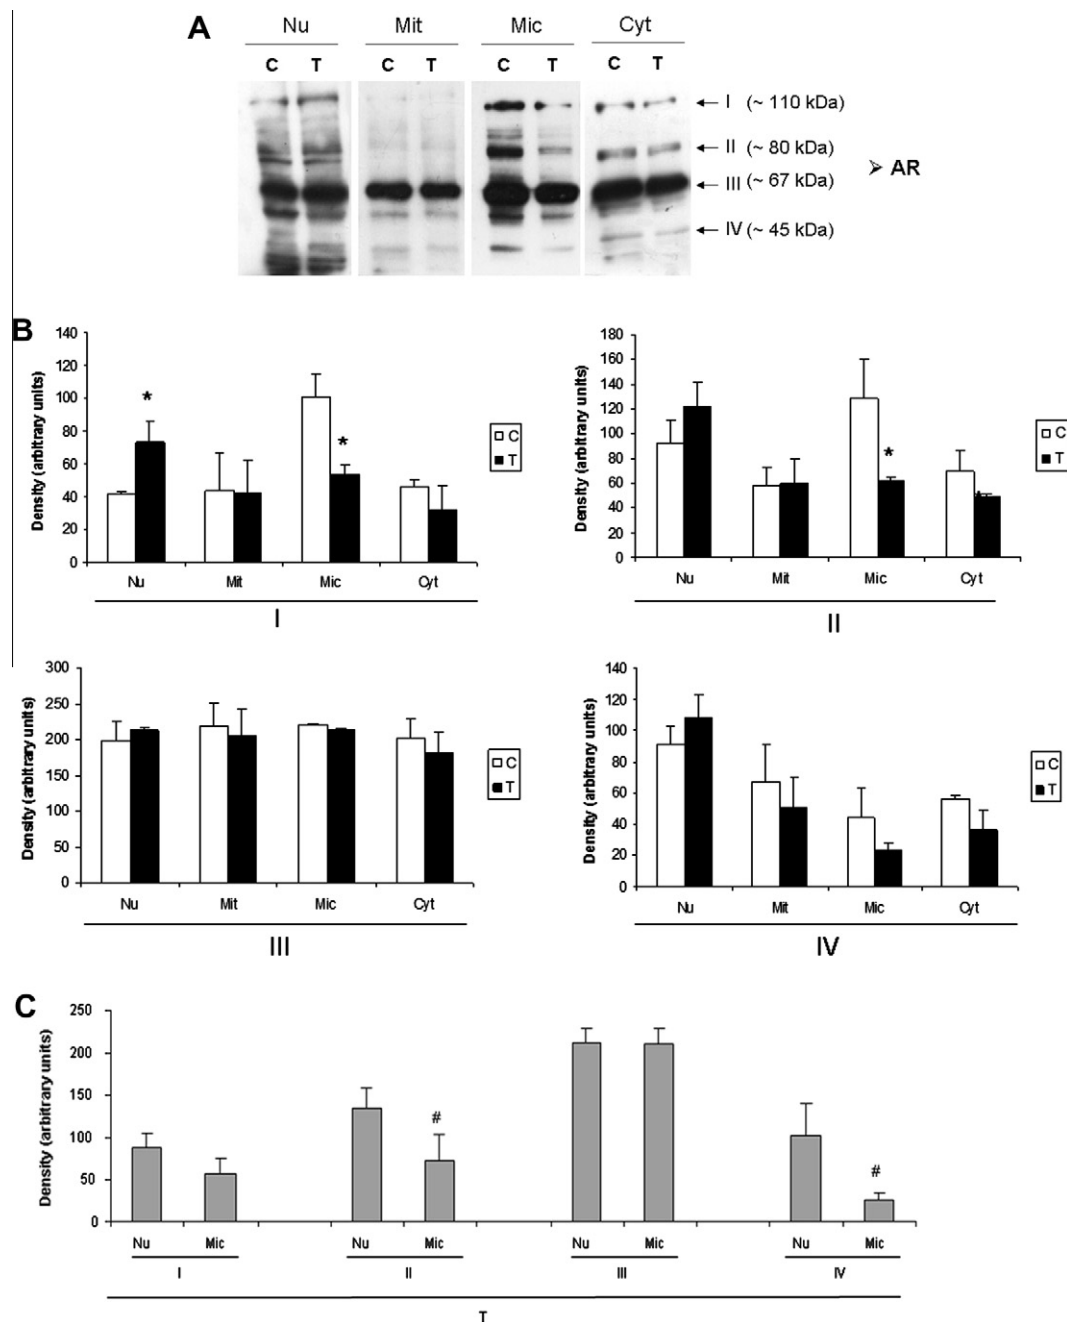 A
Nu Mit Mic Cyt
C T C T C T C T
I (~ 110 kDa)
II (~ 80 kDa)
III (~ 67 kDa)
IV (~ 45 kDa)
AR
B
Density (arbitrary units)
140
120
100
80
60
40
20
0
* *
C
T
Nu Mit Mic Cyt
I
Density (arbitrary units)
180
160
140
120
100
80
60
40
20
0
*
C
T
Nu Mit Mic Cyt
II
Density (arbitrary units)
300
250
200
150
100
50
0
C
T
Nu Mit Mic Cyt
III
Density (arbitrary units)
140
120
100
80
60
40
20
0
C
T
Nu Mit Mic Cyt
IV
C
Density (arbitrary units)
250
200
150
100
50
0
# #
Nu Mic Nu Mic Nu Mic Nu Mic
I II III IV
T